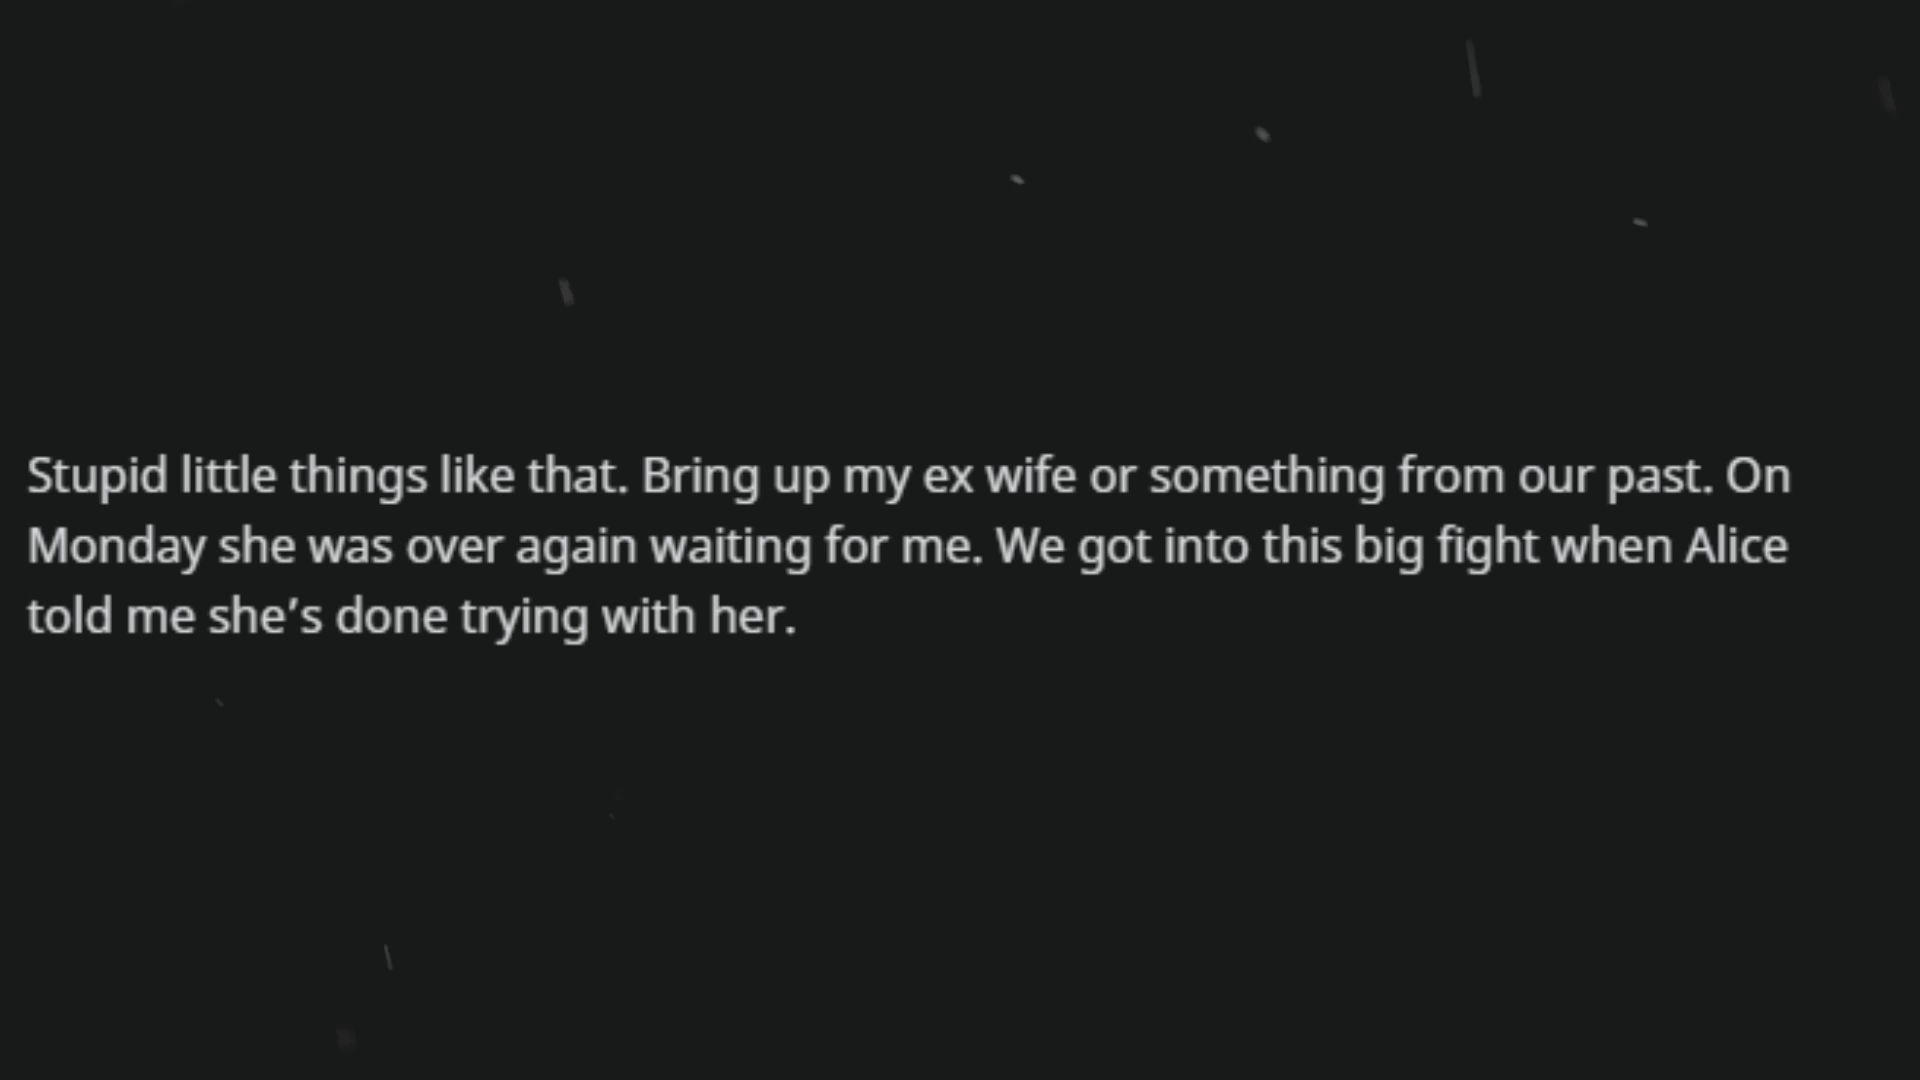 Stupid little things like that. Bring up my ex wife or something from our past. On
Monday she was over again waiting for me. We got into this big fight when Alice
told me she’s done trying with her.